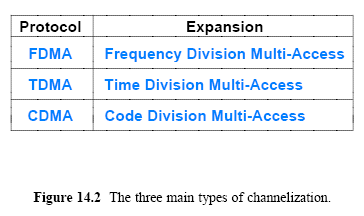 Protocol Expansion
FDMA Frequency Division Multi-Access
TDMA Time Division Multi-Access
CDMA Code Division Multi-Access
Figure 14.2 The three main types of channelization.